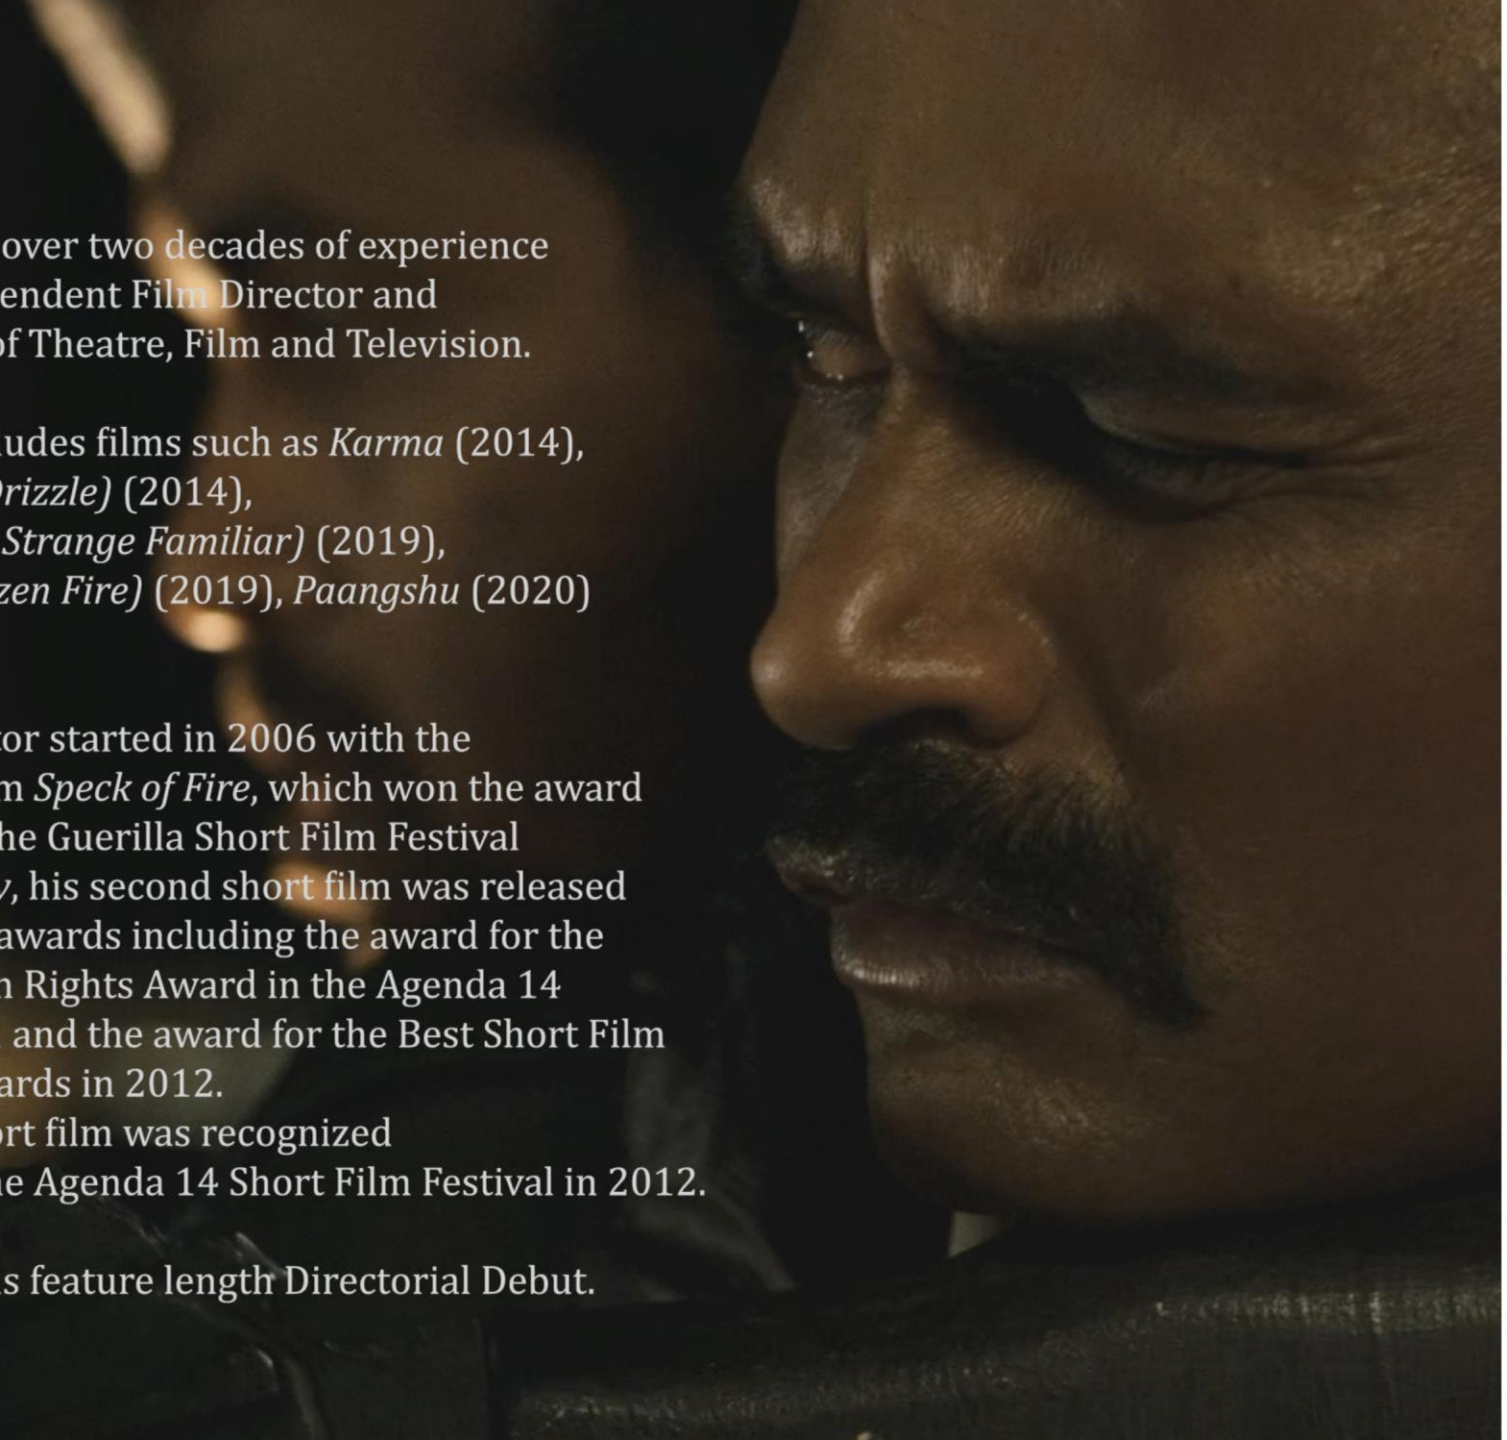 over two decades of experience
endent Film Director and
of Theatre, Film and Television.
ludes films such as Karma (2014),
Drizzle) (2014),
Strange Familiar) (2019),
zen Fire) (2019), Paangshu (2020)
tor started in 2006 with the
m Speck of Fire, which won the award
he Guerilla Short Film Festival
y, his second short film was released
awards including the award for the
n Rights Award in the Agenda 14
and the award for the Best Short Film
ards in 2012.
ort film was recognized
he Agenda 14 Short Film Festival in 2012.
is feature length Directorial Debut.